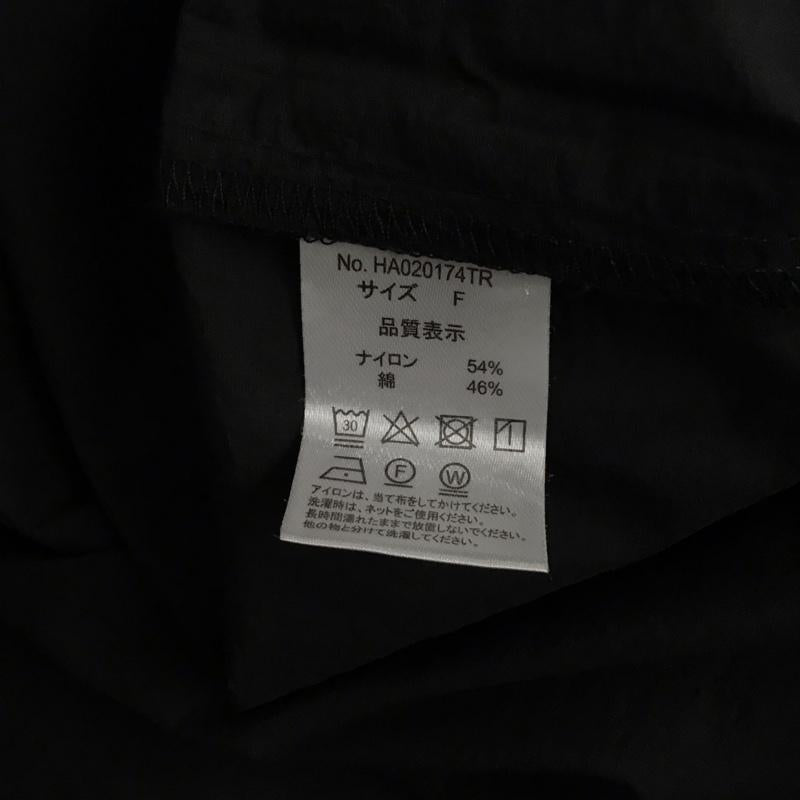 No. HA020174TR
サイズ F
品質表示
ナイロン 54%
綿 46%
30
F W
アイロンは、当て布をしてかけてください。
洗濯時は、ネットをご使用ください。
長時間濡れたままで放置しないでください。
他の物と分けて洗濯してください。